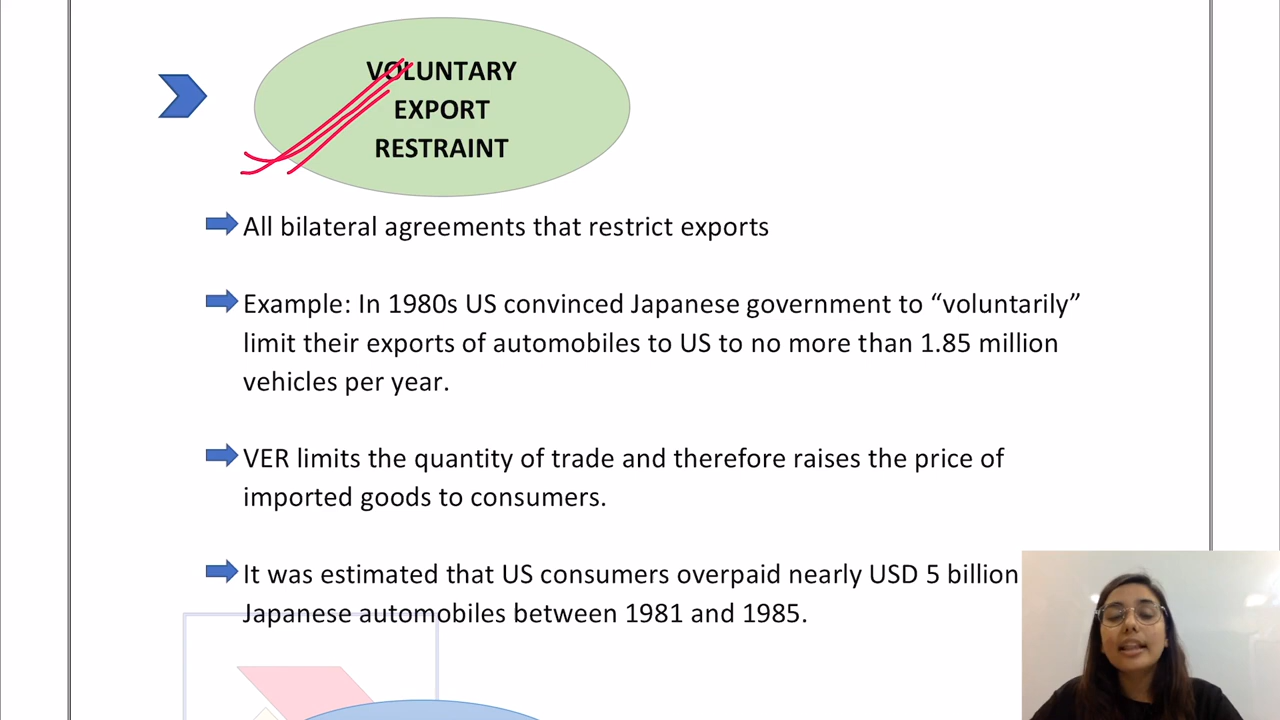 VOLUNTARY
EXPORT
RESTRAINT
All bilateral agreements that restrict exports
Example: In 1980s US convinced Japanese government to “voluntarily”
limit their exports of automobiles to US to no more than 1.85 million
vehicles per year.
VER limits the quantity of trade and therefore raises the price of
imported goods to consumers.
It was estimated that US consumers overpaid nearly USD 5 billion
Japanese automobiles between 1981 and 1985.